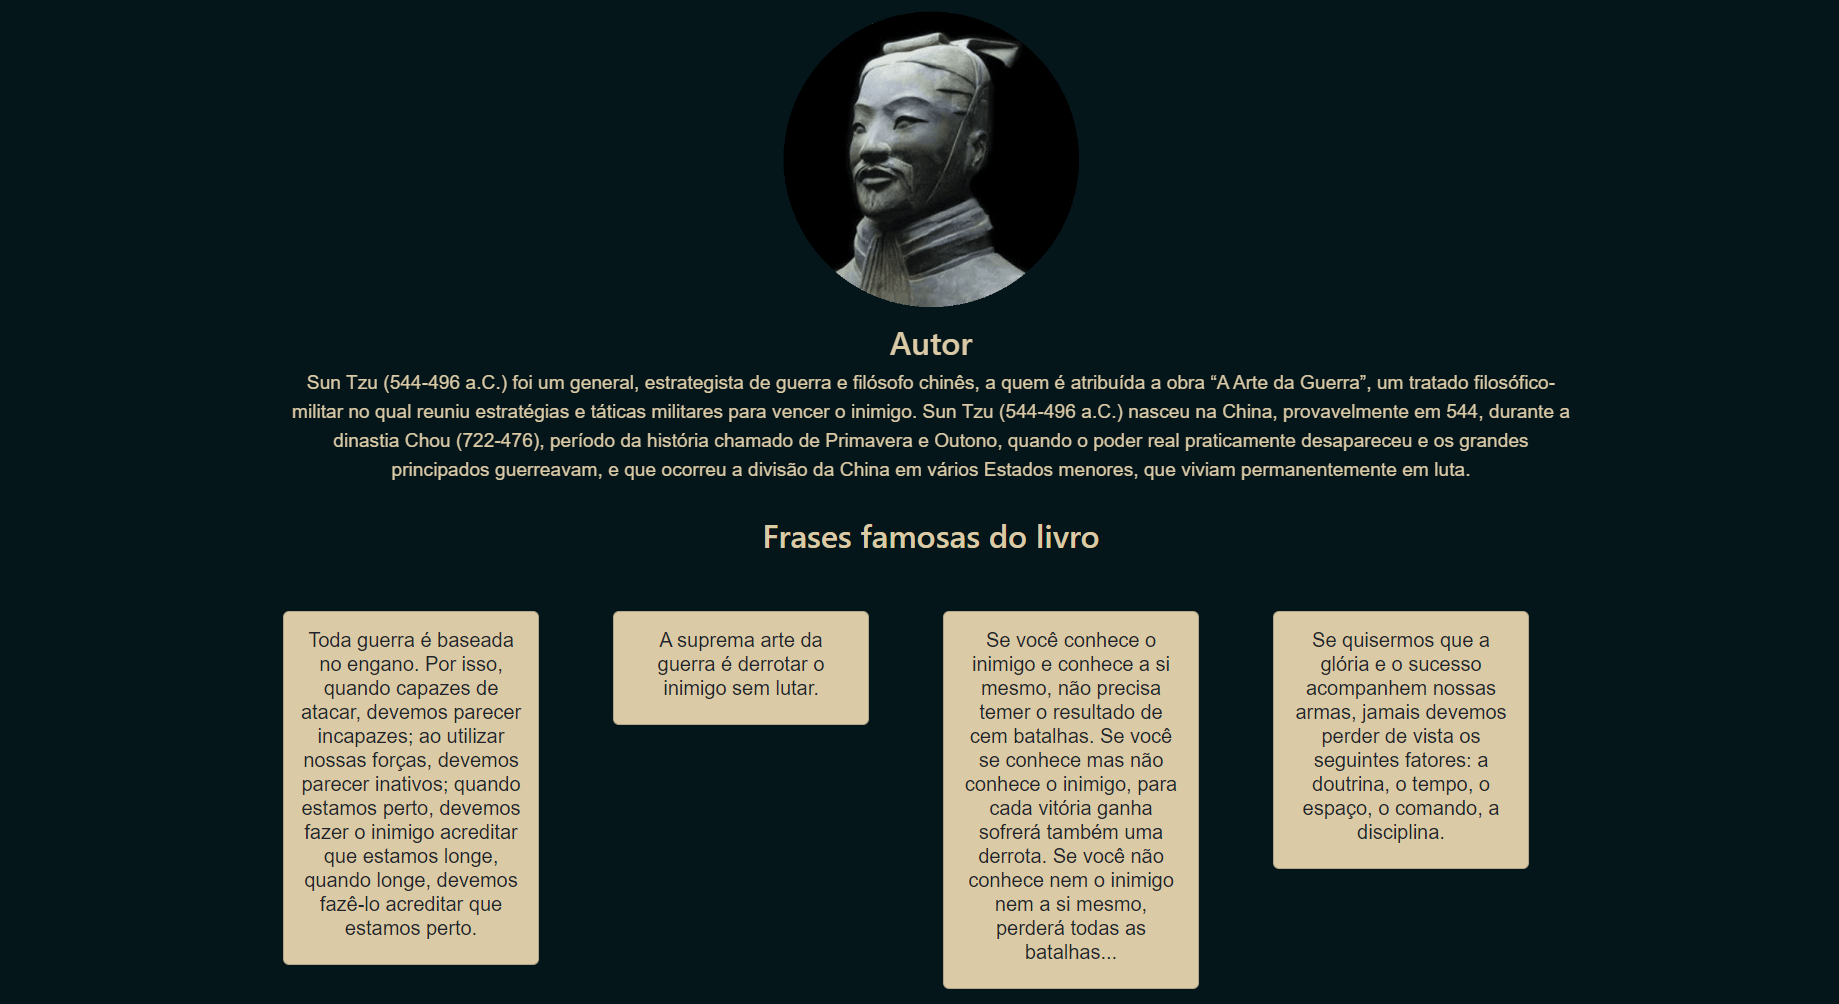 Autor
Sun Tzu (544-496 a.C.) foi um general, estrategista de guerra e filósofo chinês, a quem é atribuída a obra “A Arte da Guerra”, um tratado filosófico-
militar no qual reuniu estratégias e táticas militares para vencer o inimigo. Sun Tzu (544-496 a.C.) nasceu na China, provavelmente em 544, durante a
dinastia Chou (722-476), período da história chamado de Primavera e Outono, quando o poder real praticamente desapareceu e os grandes
principados guerreavam, e que ocorreu a divisão da China em vários Estados menores, que viviam permanentemente em luta.
Frases famosas do livro
Toda guerra é baseada
no engano. Por isso,
quando capazes de
atacar, devemos parecer
incapazes; ao utilizar
nossas forças, devemos
parecer inativos; quando
estamos perto, devemos
fazer o inimigo acreditar
que estamos longe,
quando longe, devemos
fazê-lo acreditar que
estamos perto.
A suprema arte da
guerra é derrotar o
inimigo sem lutar.
Se você conhece o
inimigo e conhece a si
mesmo, não precisa
temer o resultado de
cem batalhas. Se você
se conhece mas não
conhece o inimigo, para
cada vitória ganha
sofrerá também uma
derrota. Se você não
conhece nem o inimigo
nem a si mesmo,
perderá todas as
batalhas...
Se quisermos que a
glória e o sucesso
acompanhem nossas
armas, jamais devemos
perder de vista os
seguintes fatores: a
doutrina, o tempo, o
espaço, o comando, a
disciplina.